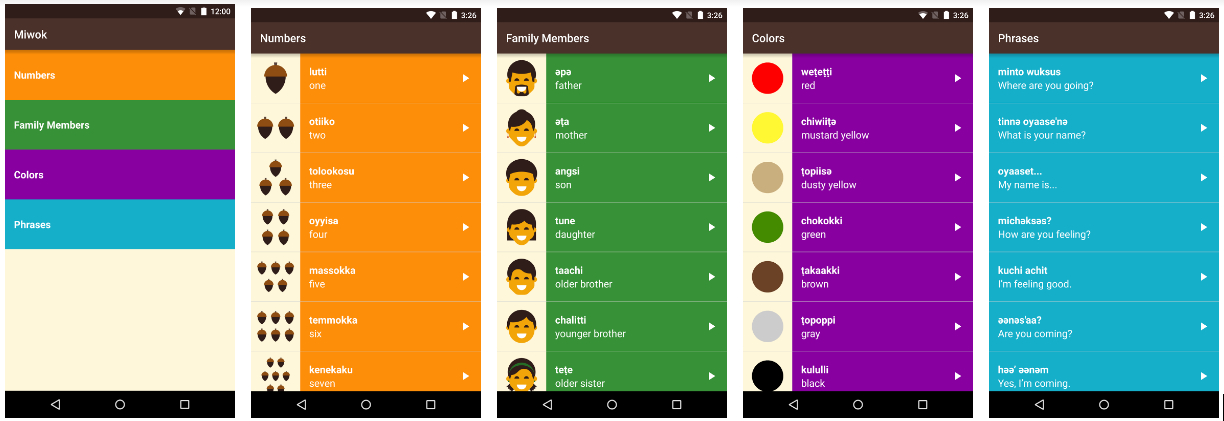 12:00
Miwok
Numbers
Family Members
Colors
Phrases
3:26
Numbers
lutti
one
otiiko
two
tolookosu
three
oyyisa
four
massokka
five
temmokka
six
kenekaku
seven
3:26
Family Members
әpә
father
әṭa
mother
angsi
son
tune
daughter
taachi
older brother
chalitti
younger brother
teṭe
older sister
3:26
Colors
weṭeṭṭi
red
chiwiiṭә
mustard yellow
ṭopiisә
dusty yellow
chokokki
green
ṭakaakki
brown
ṭopoppi
gray
kululli
black
3:26
Phrases
minto wuksus
Where are you going?
tinnә oyaase'nә
What is your name?
oyaaset...
My name is...
michәksәs?
How are you feeling?
kuchi achit
I'm feeling good.
әәnәs'aa?
Are you coming?
hәә' әәnәm
Yes, I'm coming.